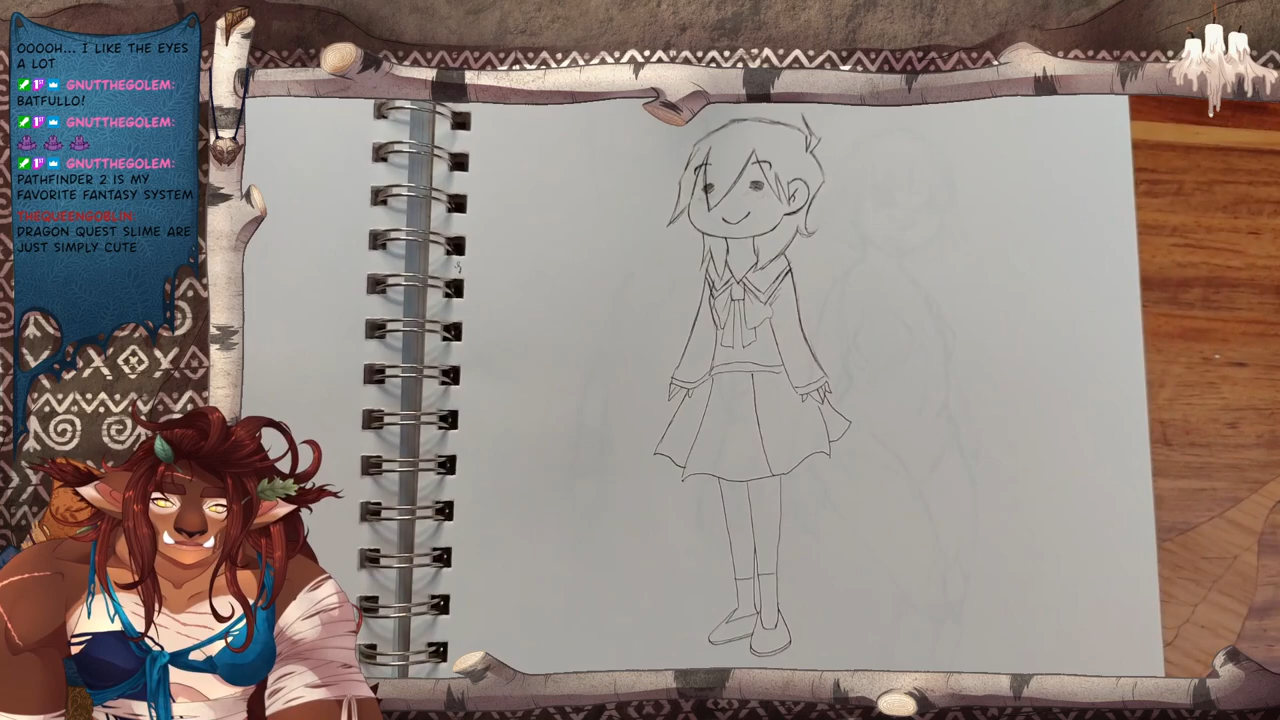 OOOOH... I LIKE THE EYES
A LOT
GNUTTHEGOLEM:
BATFULLO!
GNUTTHEGOLEM:
GNUTTHEGOLEM:
PATHFINDER 2 IS MY
FAVORITE FANTASY SYSTEM
THEQUEENGOBLIN:
DRAGON QUEST SLIME ARE
JUST SIMPLY CUTE